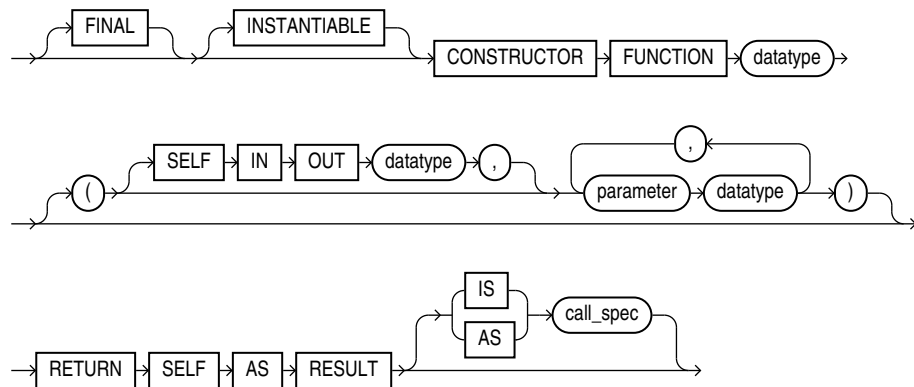 FINAL INSTANTIABLE
CONSTRUCTOR FUNCTION datatype
,
SELF IN OUT datatype ,
( parameter datatype )
IS
AS call_spec
RETURN SELF AS RESULT